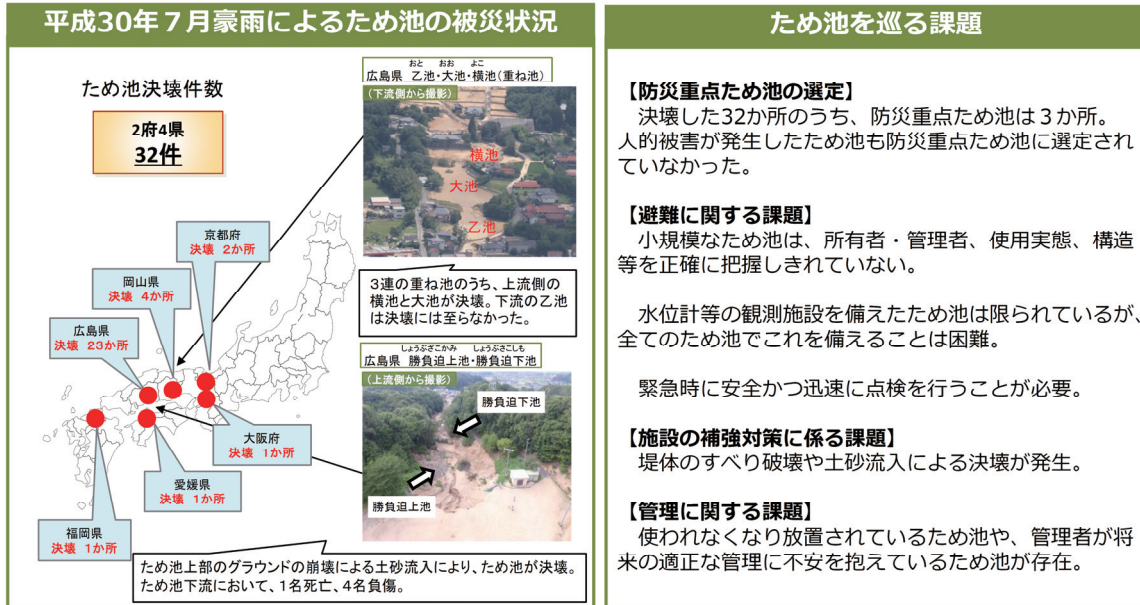 平成30年７月豪雨によるため池の被災状況
ため池決壊件数
2府4県
32件
おと おお よこ
広島県 乙池・大池・横池（重ね池）
（下流側から撮影）
横池
大池
乙池
３連の重ね池のうち、上流側の
横池と大池が決壊。下流の乙池
は決壊には至らなかった。
京都府
決壊 2か所
岡山県
決壊 4か所
広島県
決壊 23か所
大阪府
決壊 1か所
愛媛県
決壊 1か所
福岡県
決壊 1か所
しょうぶざこかみ しょうぶざこしも
広島県 勝負迫上池・勝負迫下池
（上流側から撮影）
勝負迫下池
勝負迫上池
ため池上部のグラウンドの崩壊による土砂流入により、ため池が決壊。
ため池下流において、1名死亡、4名負傷。
ため池を巡る課題
【防災重点ため池の選定】
決壊した32か所のうち、防災重点ため池は３か所。
人的被害が発生したため池も防災重点ため池に選定され
ていなかった。
【避難に関する課題】
小規模なため池は、所有者・管理者、使用実態、構造
等を正確に把握しきれていない。
水位計等の観測施設を備えたため池は限られているが、
全てのため池でこれを備えることは困難。
緊急時に安全かつ迅速に点検を行うことが必要。
【施設の補強対策に係る課題】
堤体のすべり破壊や土砂流入による決壊が発生。
【管理に関する課題】
使われなくなり放置されているため池や、管理者が将
来の適正な管理に不安を抱えているため池が存在。